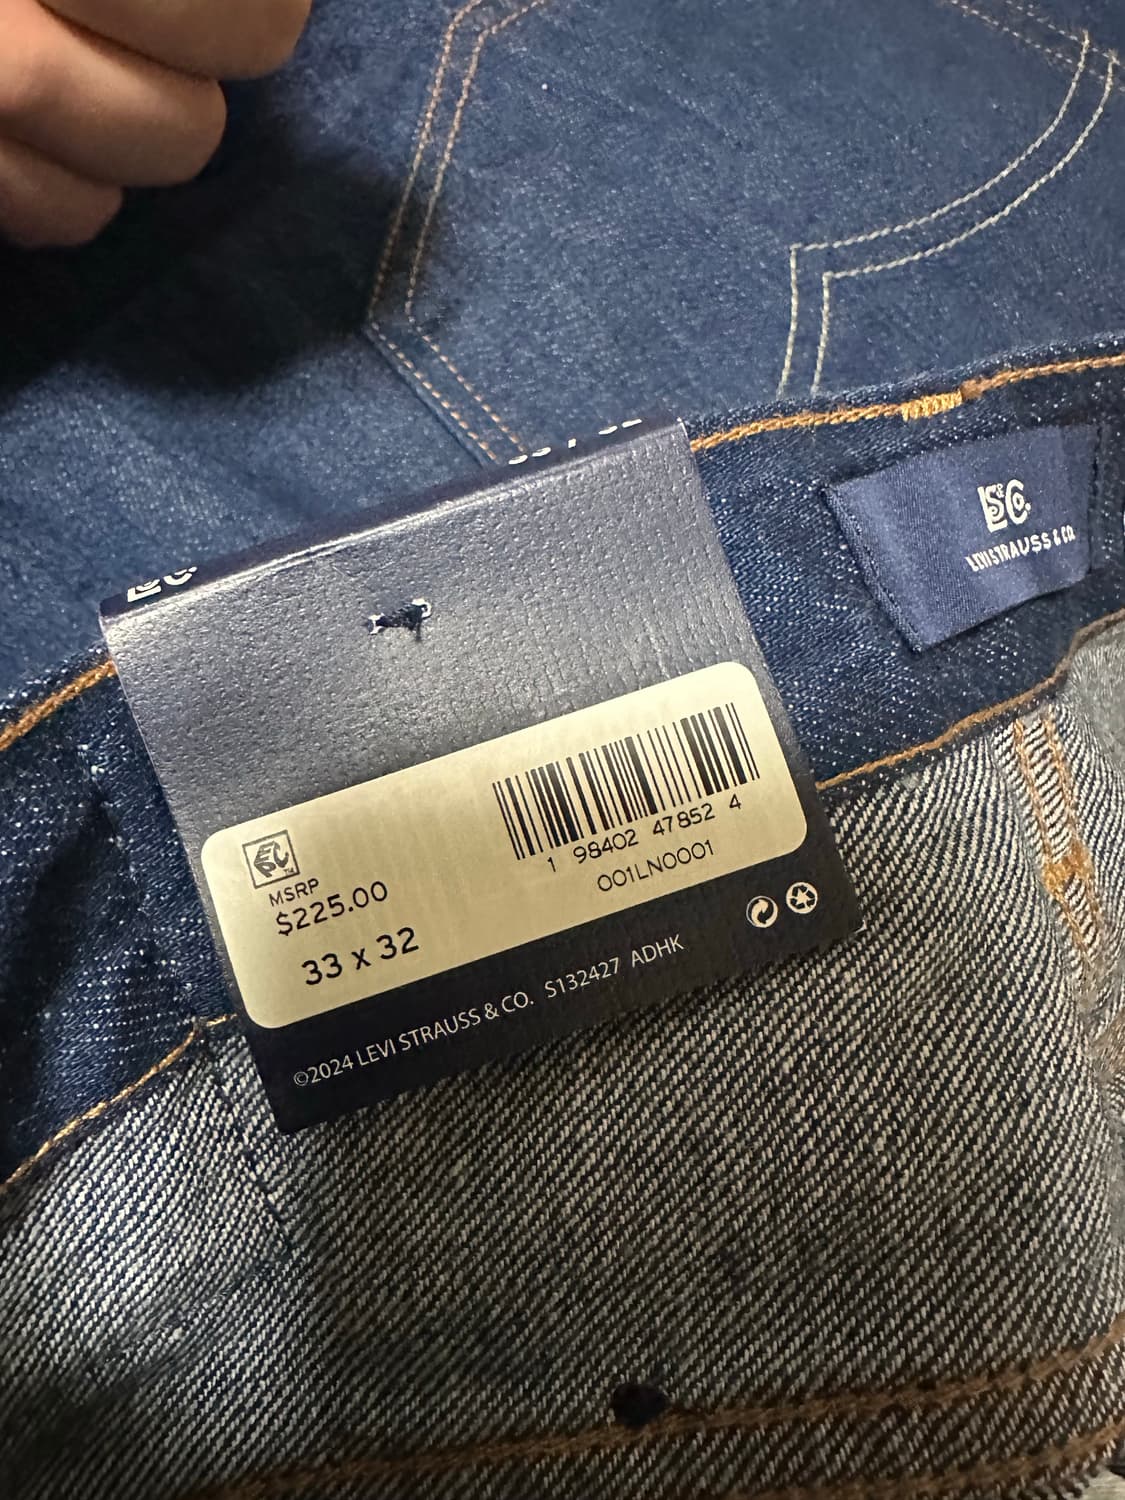 L S & Co.
LEVI STRAUSS & CO.
MSRP
$225.00
33 x 32
1 98402 47852 4
001LN0001
©2024 LEVI STRAUSS & CO. S132427 ADHK